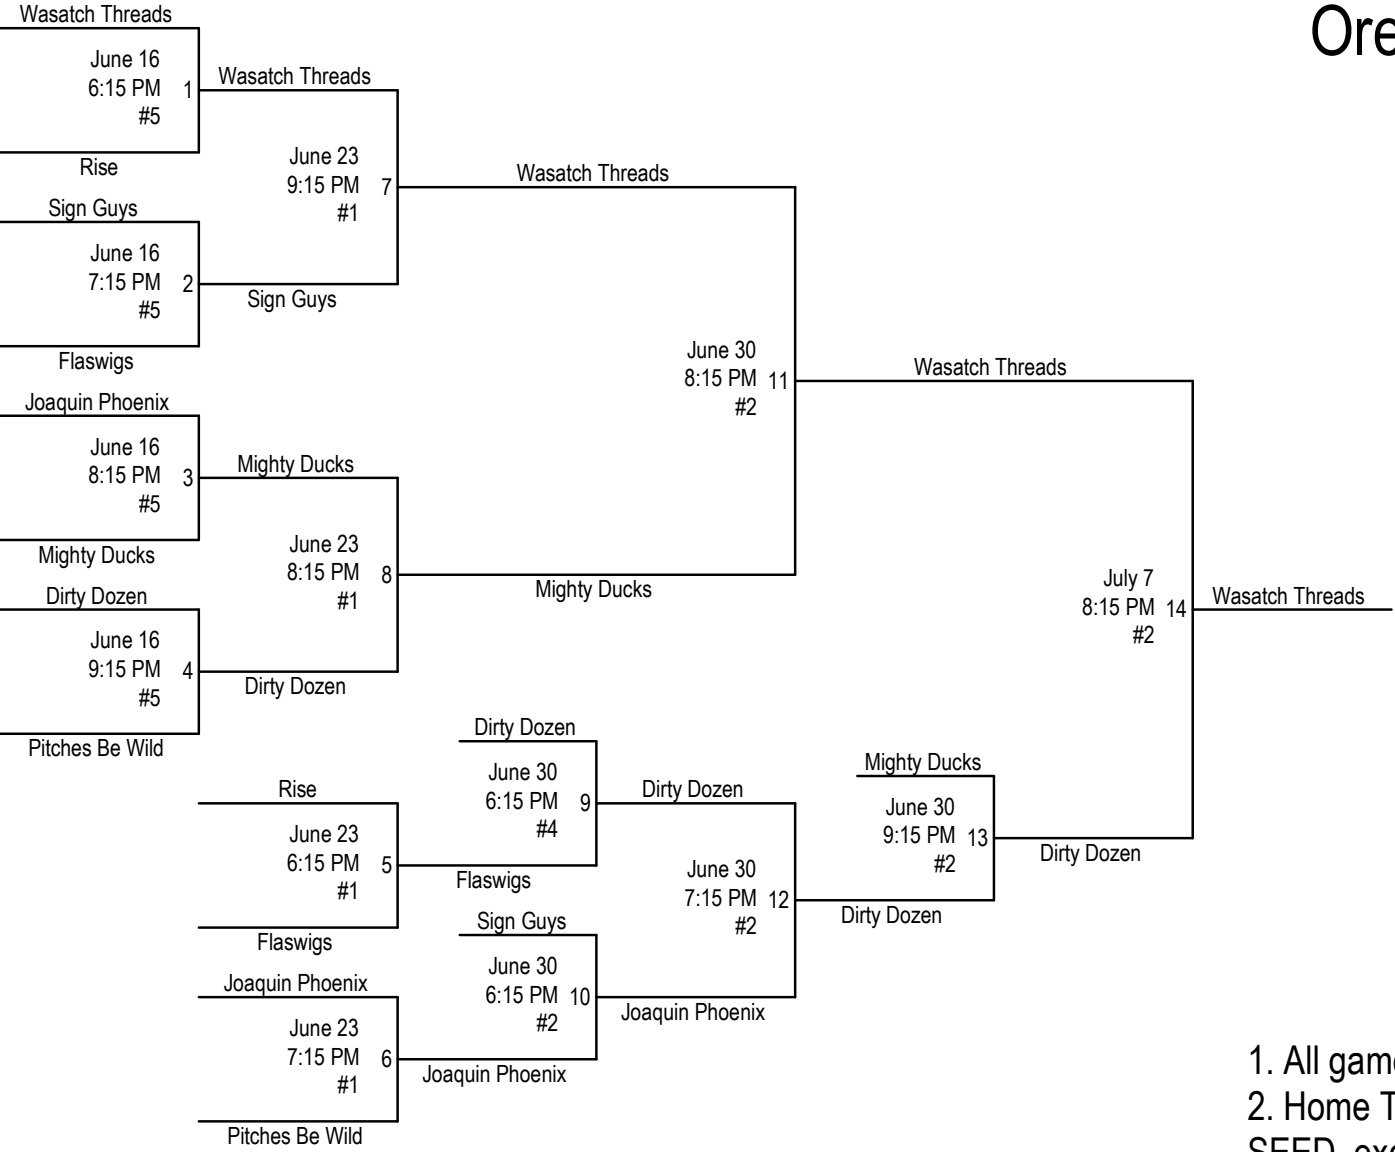 Wasatch Threads
June 16
6:15 PM 1
#5
Rise
Sign Guys
June 16
7:15 PM 2
#5
Flaswigs
Joaquin Phoenix
June 16
8:15 PM 3
#5
Mighty Ducks
Dirty Dozen
June 16
9:15 PM 4
#5
Pitches Be Wild
Wasatch Threads
June 23
9:15 PM 7
#1
Sign Guys
Mighty Ducks
June 23
8:15 PM 8
#1
Dirty Dozen
Rise
June 23
6:15 PM 5
#1
Flaswigs
Joaquin Phoenix
June 23
7:15 PM 6
#1
Pitches Be Wild
Dirty Dozen
June 30
6:15 PM 9
#4
Flaswigs
Sign Guys
June 30
6:15 PM 10
#2
Joaquin Phoenix
Wasatch Threads
June 30
8:15 PM 11
#2
Mighty Ducks
Dirty Dozen
June 30
7:15 PM 12
#2
Joaquin Phoenix
Mighty Ducks
June 30
9:15 PM 13
#2
Dirty Dozen
Wasatch Threads
July 7
8:15 PM 14
#2
Dirty Dozen
Wasatch Threads
Ore
1. All game
2. Home T
SEED, exc